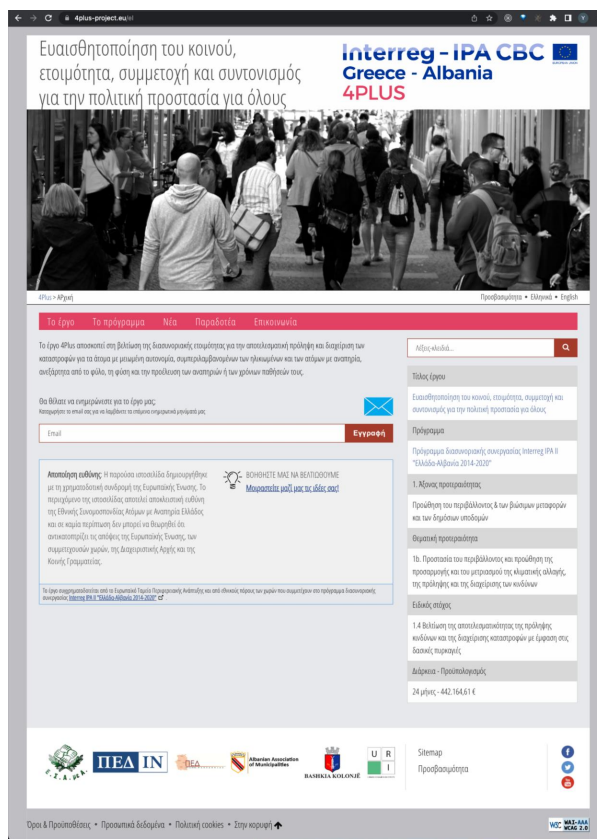 4plus-project.eu/el
Ευαισθητοποίηση του κοινού,
ετοιμότητα, συμμετοχή και συντονισμός
για την πολιτική προστασία για όλους
Interreg - IPA CBC
Greece - Albania
4PLUS
4Plus > Αρχική
Προσβασιμότητα • Ελληνικά • English
Το έργο Το πρόγραμμα Νέα Παραδοτέα Επικοινωνία
Το έργο 4Plus αποσκοπεί στη βελτίωση της διασυνοριακής ετοιμότητας για την αποτελεσματική πρόληψη και διαχείριση των
καταστροφών για τα άτομα με μειωμένη αυτονομία, συμπεριλαμβανομένων των ηλικιωμένων και των ατόμων με αναπηρία,
ανεξάρτητα από το φύλο, τη φύση και την προέλευση των αναπηριών ή των χρόνιων παθήσεών τους.
Θα θέλατε να ενημερώνεστε για το έργο μας;
Καταχωρήστε το email σας για να λαμβάνετε τα επόμενα ενημερωτικά μηνύματά μας
Email
Εγγραφή
Αποποίηση ευθύνης: Η παρούσα ιστοσελίδα δημιουργήθηκε
με τη χρηματοδοτική συνδρομή της Ευρωπαϊκής Ένωσης. Το
περιεχόμενο της ιστοσελίδας αποτελεί αποκλειστική ευθύνη
της Εθνικής Συνομοσπονδίας Ατόμων με Αναπηρία Ελλάδος
και σε καμία περίπτωση δεν μπορεί να θεωρηθεί ότι
αντικατοπτρίζει τις απόψεις της Ευρωπαϊκής Ένωσης, των
συμμετεχουσών χωρών, της Διαχειριστικής Αρχής και της
Κοινής Γραμματείας.
ΒΟΗΘΗΣΤΕ ΜΑΣ ΝΑ ΒΕΛΤΙΩΘΟΥΜΕ
Μοιραστείτε μαζί μας τις ιδέες σας!
Το έργο συγχρηματοδοτείται από το Ευρωπαϊκό Ταμείο Περιφερειακής Ανάπτυξης και από εθνικούς πόρους των χωρών που συμμετέχουν στο πρόγραμμα διασυνοριακής
συνεργασίας Interreg IPA II "Ελλάδα-Αλβανία 2014-2020"
Λέξεις-κλειδιά...
Τίτλος έργου
Ευαισθητοποίηση του κοινού, ετοιμότητα, συμμετοχή και
συντονισμός για την πολιτική προστασία για όλους
Πρόγραμμα
Πρόγραμμα διασυνοριακής συνεργασίας Interreg IPA II
"Ελλάδα-Αλβανία 2014-2020"
1. Άξονας προτεραιότητας
Προώθηση του περιβάλλοντος & των βιώσιμων μεταφορών
και των δημόσιων υποδομών
Θεματική προτεραιότητα
1b. Προστασία του περιβάλλοντος και προώθηση της
προσαρμογής και του μετριασμού της κλιματικής αλλαγής,
της πρόληψης και της διαχείρισης των κινδύνων
Ειδικός στόχος
1.4 Βελτίωση της αποτελεσματικότητας της πρόληψης
κινδύνων και της διαχείρισης καταστροφών με έμφαση στις
δασικές πυρκαγιές
Διάρκεια - Προϋπολογισμός
24 μήνες - 442.164,61 €
Ε.Σ.Α.μεΑ.
ΠΕΔ ΙΝ
ΠΕΔ
Albanian Association
of Municipalities
BASHKIA KOLONJË
U R
I
Sitemap
Προσβασιμότητα
Όροι & Προϋποθέσεις • Προσωπικά δεδομένα • Πολιτική cookies • Στην κορυφή
W3C WAI-AAA
WCAG 2.0